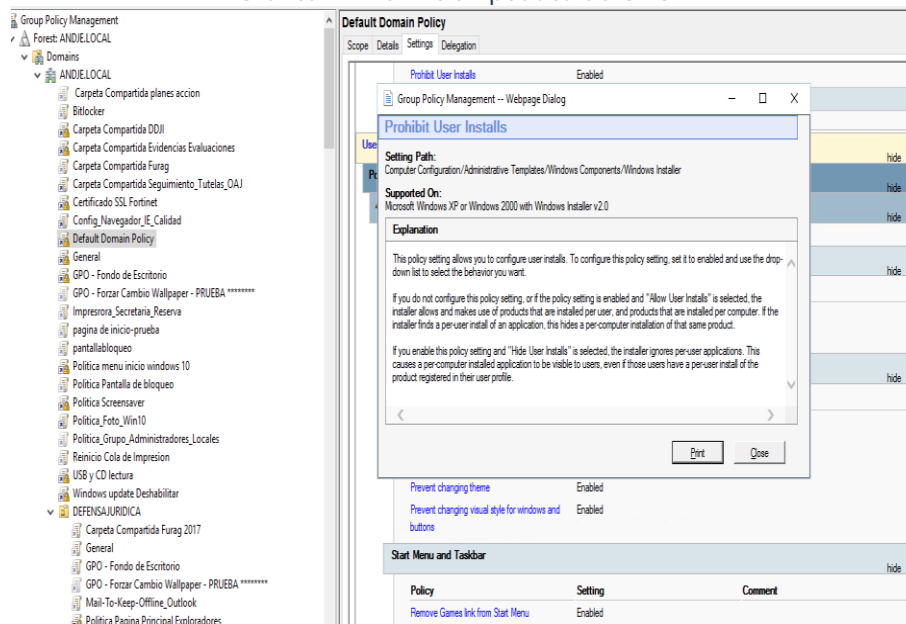 Group Policy Management
Forest: ANDJE.LOCAL
Domains
ANDJE.LOCAL
Carpeta Compartida planes accion
Bitlocker
Carpeta Compartida DDJI
Carpeta Compartida Evidencias Evaluaciones
Carpeta Compartida Furag
Carpeta Compartida Seguimiento_Tutelas_OAJ
Certificado SSL Fortinet
Config_Navegador_IE_Calidad
Default Domain Policy
General
GPO - Fondo de Escritorio
GPO - Forzar Cambio Wallpaper - PRUEBA ********
Impresrora_Secretaria_Reserva
pagina de inicio-prueba
pantallabloqueo
Politica menu inicio windows 10
Politica Pantalla de bloqueo
Politica Screensaver
Politica_Foto_Win10
Politica_Grupo_Administradores_Locales
Reinicio Cola de Impresion
USB y CD lectura
Windows update Deshabilitar
DEFENSAJURIDICA
Carpeta Compartida Furag 2017
General
GPO - Fondo de Escritorio
GPO - Forzar Cambio Wallpaper - PRUEBA ********
Mail-To-Keep-Offline_Outlook
Politica Pagina Principal Exploradores
Default Domain Policy
Scope Details Settings Delegation
Prohibit User Installs Enabled
Group Policy Management -- Webpage Dialog
Prohibit User Installs
Setting Path:
Computer Configuration/Administrative Templates/Windows Components/Windows Installer
Supported On:
Microsoft Windows XP or Windows 2000 with Windows Installer v2.0
Explanation
This policy setting allows you to configure user installs. To configure this policy setting, set it to enabled and use the drop-
down list to select the behavior you want.
If you do not configure this policy setting, or if the policy setting is enabled and "Allow User Installs" is selected, the
installer allows and makes use of products that are installed per user, and products that are installed per computer. If the
installer finds a per-user install of an application, this hides a per-computer installation of that same product.
If you enable this policy setting and "Hide User Installs" is selected, the installer ignores per-user applications. This
causes a per-computer installed application to be visible to users, even if those users have a per-user install of the
product registered in their user profile.
Print Close
Use
hide
hide
hide
hide
hide
Prevent changing theme Enabled
Prevent changing visual style for windows and Enabled
buttons
Start Menu and Taskbar
hide
Policy Setting Comment
Remove Games link from Start Menu Enabled